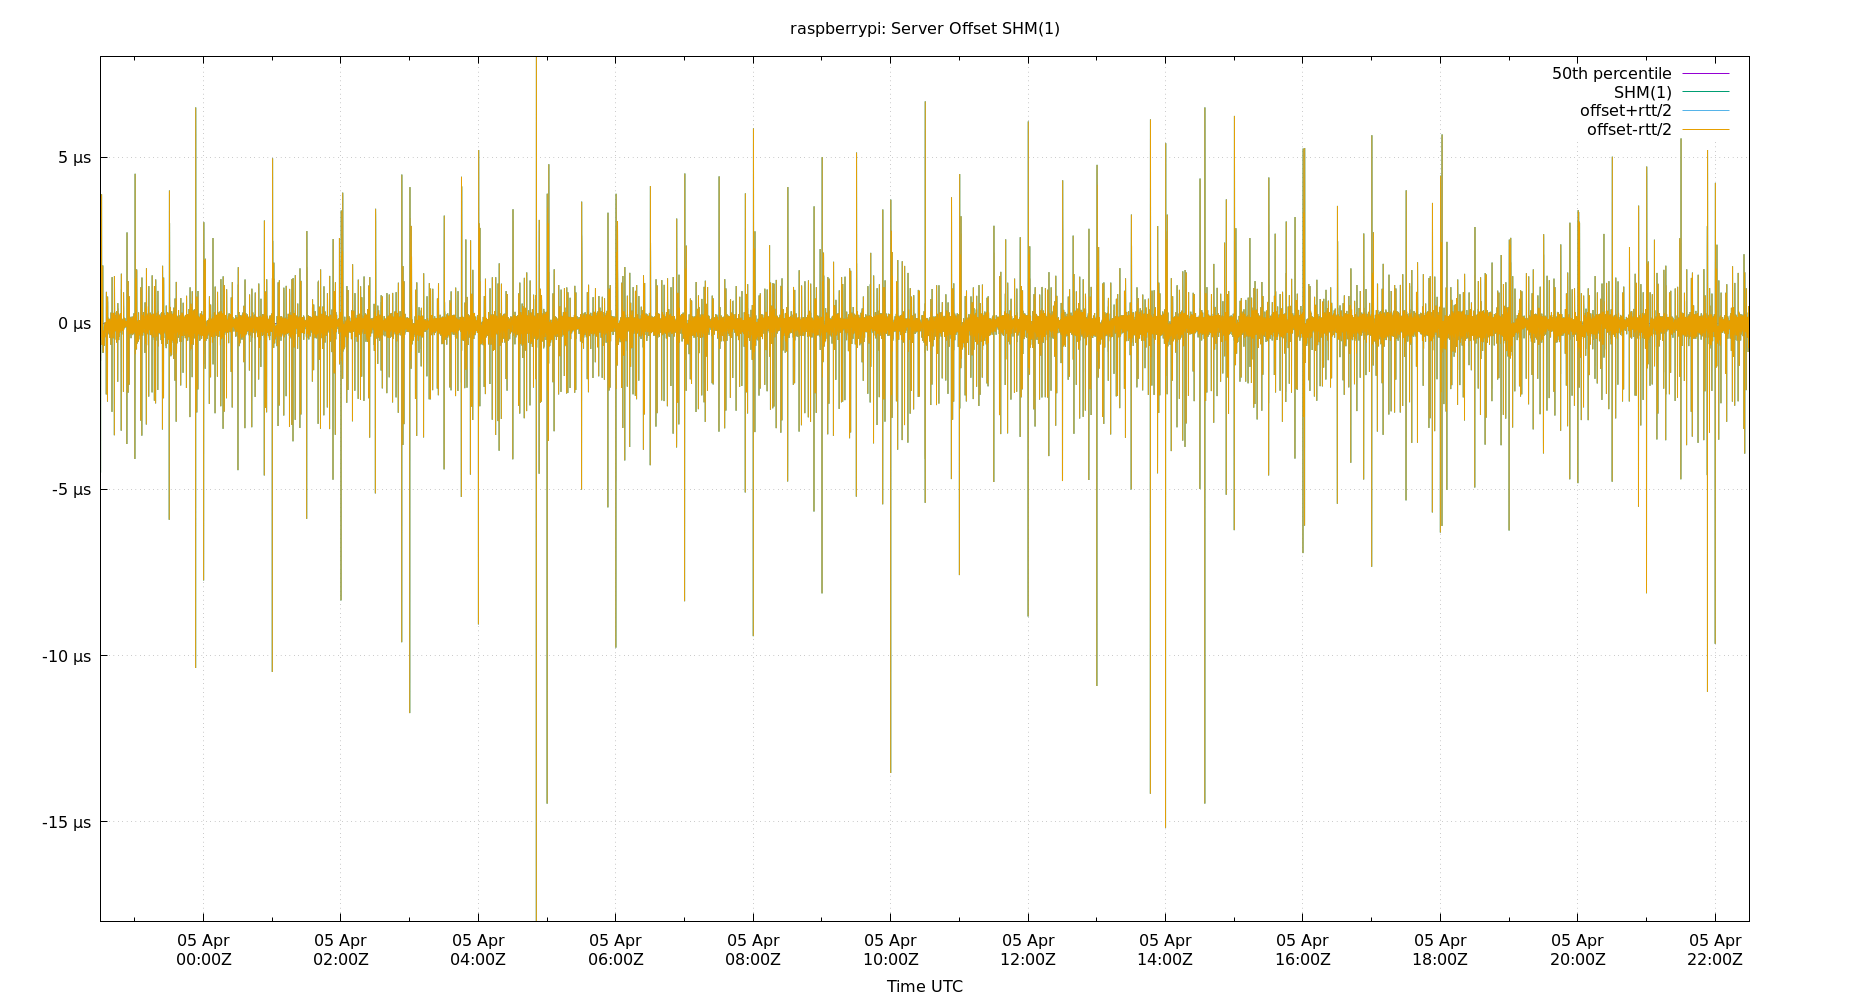 raspberrypi: Server Offset SHM(1)
50th percentile
SHM(1)
offset+rtt/2
offset-rtt/2
5 µs
0 µs
-5 µs
-10 µs
-15 µs
05 Apr 05 Apr 05 Apr 05 Apr 05 Apr 05 Apr 05 Apr 05 Apr 05 Apr 05 Apr 05 Apr 05 Apr
00:00Z 02:00Z 04:00Z 06:00Z 08:00Z 10:00Z 12:00Z 14:00Z 16:00Z 18:00Z 20:00Z 22:00Z
Time UTC